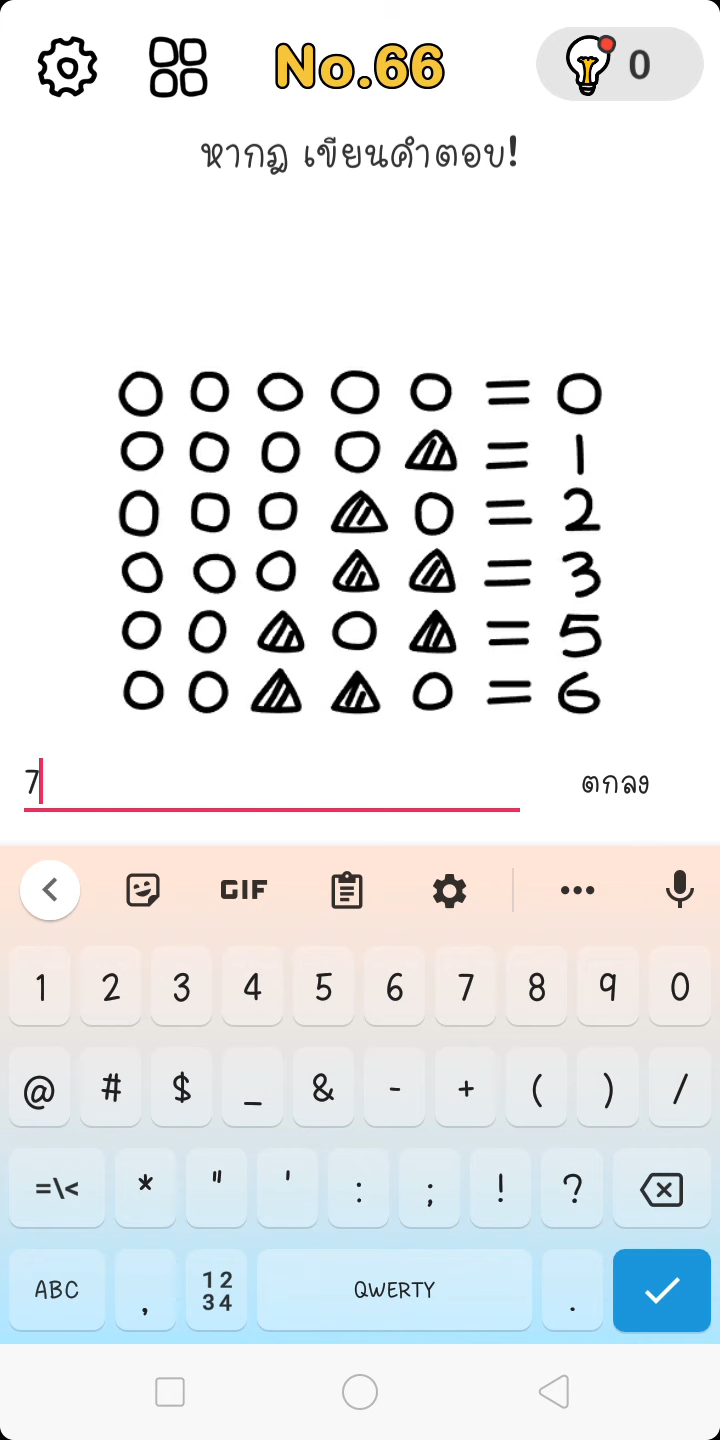 No.66
0
หากฎ เขียนคำตอบ!
O O O O O = 0
O O O O △ = 1
O O O △ O = 2
O O O △ △ = 3
O O △ O △ = 5
O O △ △ O = 6
7
ตกลง
GIF
1 2 3 4 5 6 7 8 9 0
@ # $ _ & - + ( ) /
=\< * " ' : ; ! ?
ABC , 12 34 QWERTY .